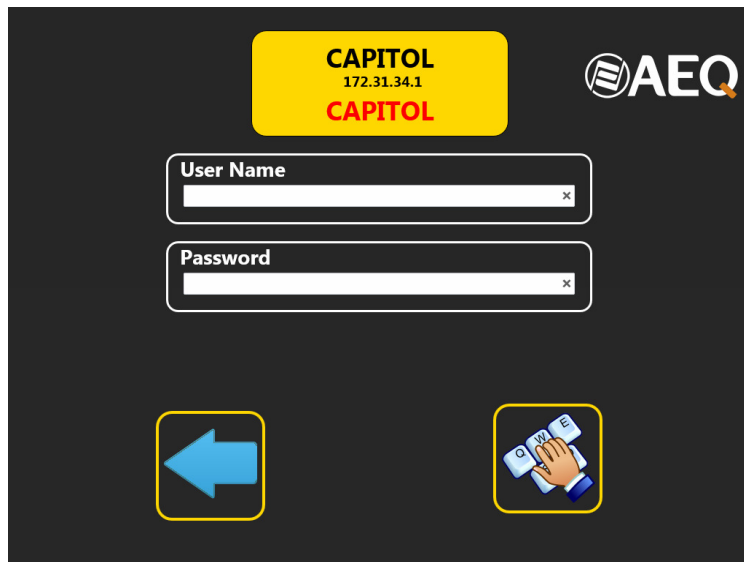 CAPITOL
172.31.34.1
CAPITOL
AEQ
User Name
×
Password
×
Q W E